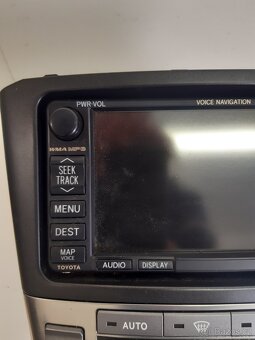 PWR·VOL
VOICE NAVIGATION
WMA MP3
SEEK
TRACK
MENU
DEST
MAP
VOICE
TOYOTA
AUDIO
DISPLAY
AUTO